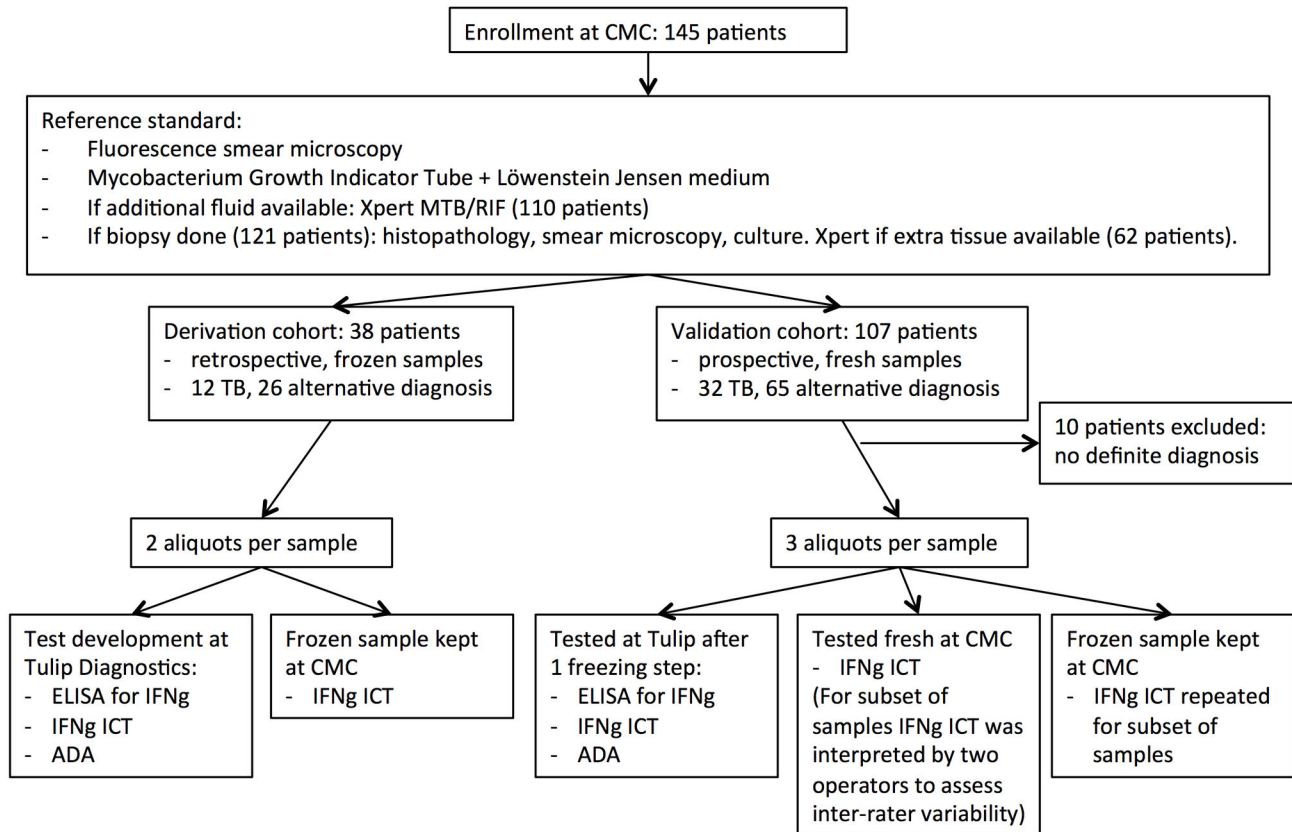 Enrollment at CMC: 145 patients
Reference standard:
- Fluorescence smear microscopy
- Mycobacterium Growth Indicator Tube + Löwenstein Jensen medium
- If additional fluid available: Xpert MTB/RIF (110 patients)
- If biopsy done (121 patients): histopathology, smear microscopy, culture. Xpert if extra tissue available (62 patients).
Derivation cohort: 38 patients
- retrospective, frozen samples
- 12 TB, 26 alternative diagnosis
Validation cohort: 107 patients
- prospective, fresh samples
- 32 TB, 65 alternative diagnosis
10 patients excluded:
no definite diagnosis
2 aliquots per sample
3 aliquots per sample
Test development at
Tulip Diagnostics:
- ELISA for IFNg
- IFNg ICT
- ADA
Frozen sample kept
at CMC
- IFNg ICT
Tested at Tulip after
1 freezing step:
- ELISA for IFNg
- IFNg ICT
- ADA
Tested fresh at CMC
- IFNg ICT
(For subset of
samples IFNg ICT was
interpreted by two
operators to assess
inter-rater variability)
Frozen sample kept
at CMC
- IFNg ICT repeated
for subset of
samples